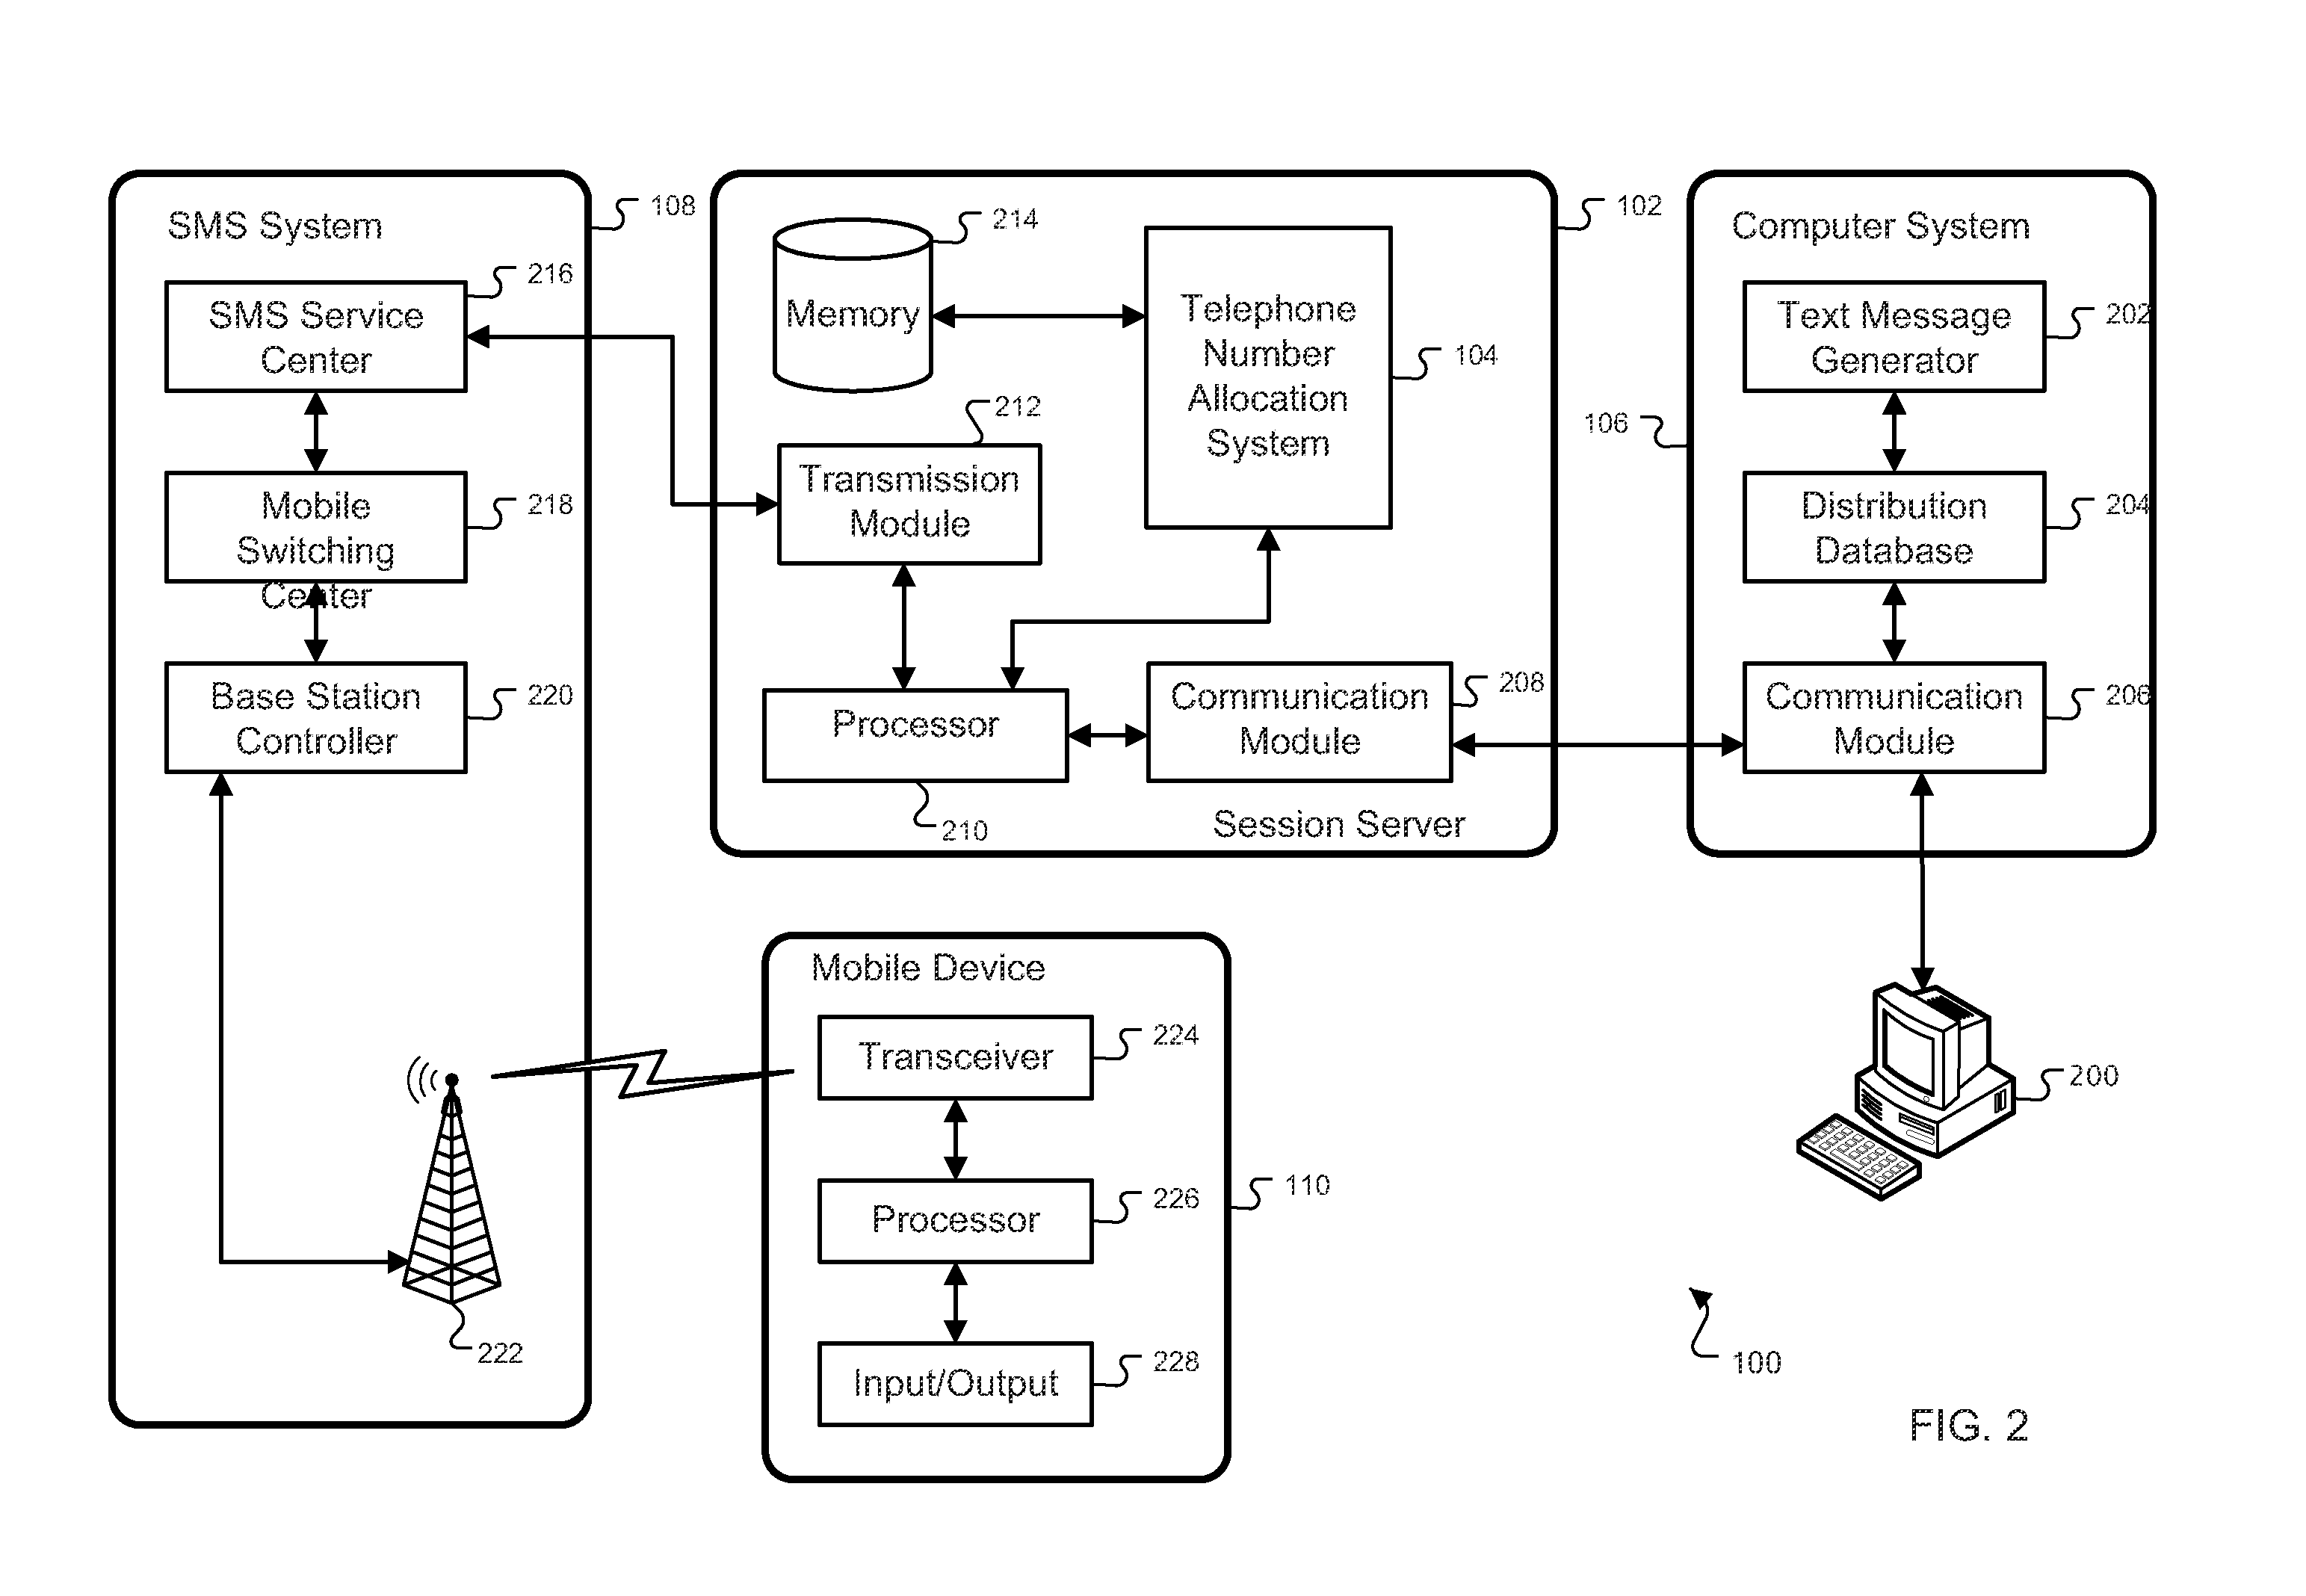 SMS System
108
216
SMS Service
Center
218
Mobile
Switching
Center
220
Base Station
Controller
222
214
Memory
Telephone
Number
Allocation
System
104
102
212
Transmission
Module
Processor
210
Communication
Module
208
Session Server
Computer System
Text Message
Generator
202
106
Distribution
Database
204
Communication
Module
206
Mobile Device
Transceiver
224
Processor
226
110
Input/Output
228
200
100
FIG. 2